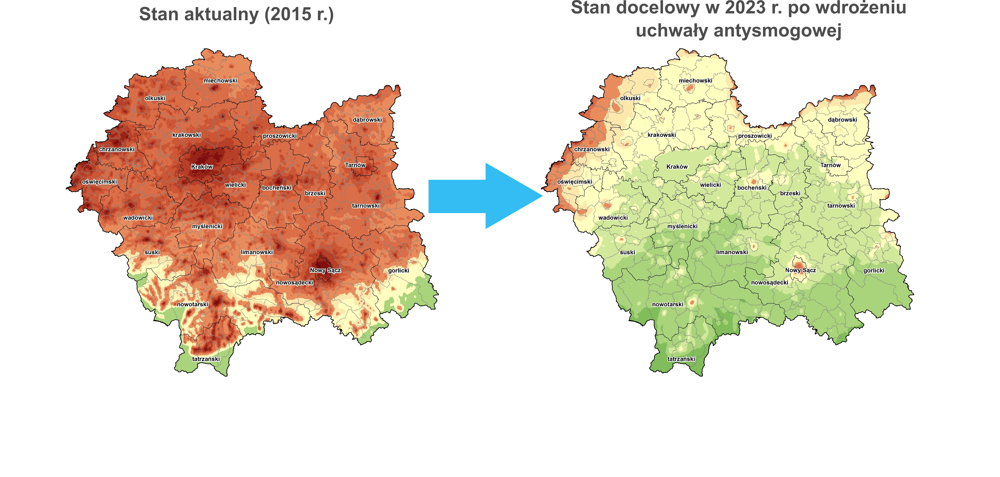 Stan aktualny (2015 r.)
Stan docelowy w 2023 r. po wdrożeniu
uchwały antysmogowej
miechowski
olkuski
dąbrowski
krakowski
proszowicki
chrzanowski
Kraków
Tarnów
oświęcimski
wielicki
bocheński
brzeski
tarnowski
wadowicki
myślenicki
suski
limanowski
Nowy Sącz
gorlicki
nowosądecki
nowotarski
tatrzański
miechowski
olkuski
dąbrowski
krakowski
proszowicki
chrzanowski
Kraków
Tarnów
oświęcimski
wielicki
bocheński
brzeski
tarnowski
wadowicki
myślenicki
suski
limanowski
Nowy Sącz
gorlicki
nowosądecki
nowotarski
tatrzański